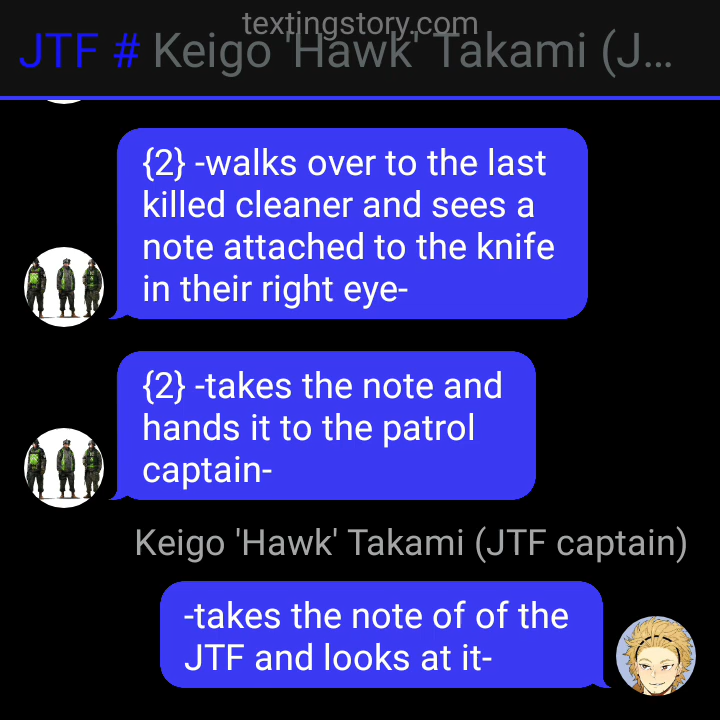 textingstory.com
JTF # Keigo 'Hawk' Takami (J...
{2} -walks over to the last
killed cleaner and sees a
note attached to the knife
in their right eye-
{2} -takes the note and
hands it to the patrol
captain-
Keigo 'Hawk' Takami (JTF captain)
-takes the note of of the
JTF and looks at it-